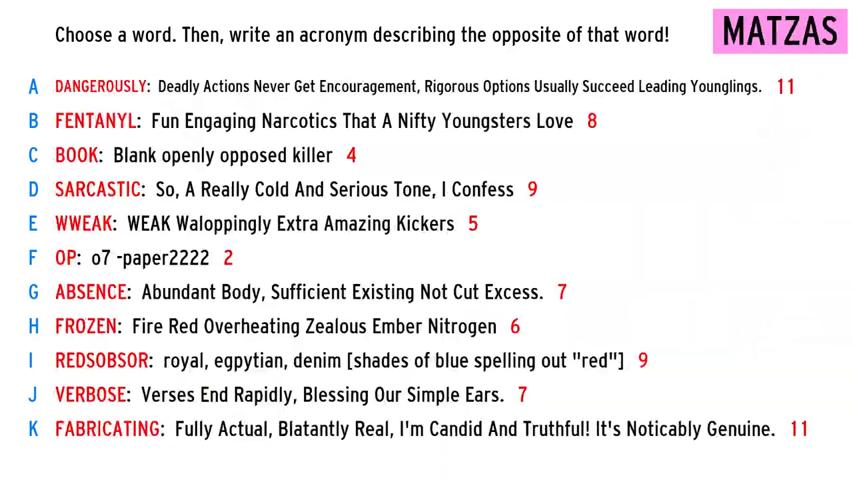 Choose a word. Then, write an acronym describing the opposite of that word!
MATZAS
A DANGEROUSLY: Deadly Actions Never Get Encouragement, Rigorous Options Usually Succeed Leading Younglings. 11
B FENTANYL: Fun Engaging Narcotics That A Nifty Youngsters Love 8
C BOOK: Blank openly opposed killer 4
D SARCASTIC: So, A Really Cold And Serious Tone, I Confess 9
E WWEAK: WEAK Waloppingly Extra Amazing Kickers 5
F OP: o7 -paper2222 2
G ABSENCE: Abundant Body, Sufficient Existing Not Cut Excess. 7
H FROZEN: Fire Red Overheating Zealous Ember Nitrogen 6
I REDSOBSOR: royal, egpytian, denim [shades of blue spelling out "red"] 9
J VERBOSE: Verses End Rapidly, Blessing Our Simple Ears. 7
K FABRICATING: Fully Actual, Blatantly Real, I'm Candid And Truthful! It's Noticably Genuine. 11